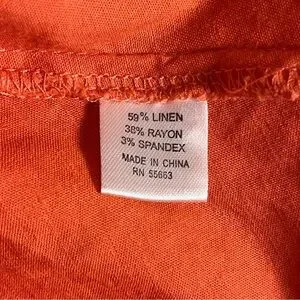 59% LINEN
38% RAYON
3% SPANDEX
MADE IN CHINA
RN 55663